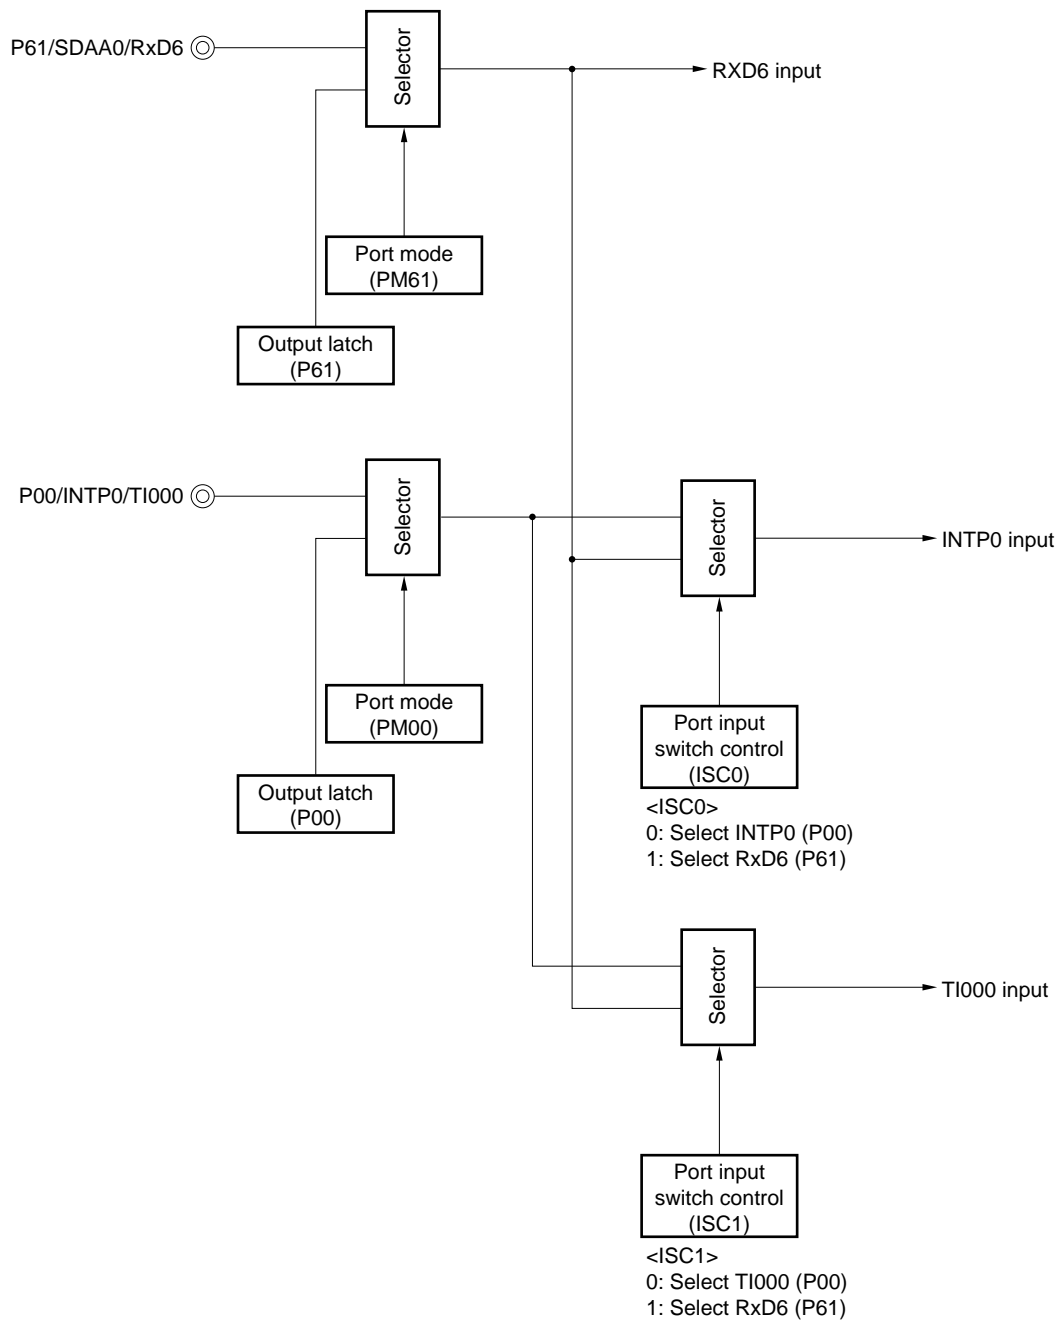 P61/SDAA0/RxD6
Selector
RXD6 input
Port mode
(PM61)
Output latch
(P61)
P00/INTP0/TI000
Selector
Selector
INTP0 input
Port mode
(PM00)
Output latch
(P00)
Port input
switch control
(ISC0)
<ISC0>
0: Select INTP0 (P00)
1: Select RxD6 (P61)
Selector
TI000 input
Port input
switch control
(ISC1)
<ISC1>
0: Select TI000 (P00)
1: Select RxD6 (P61)